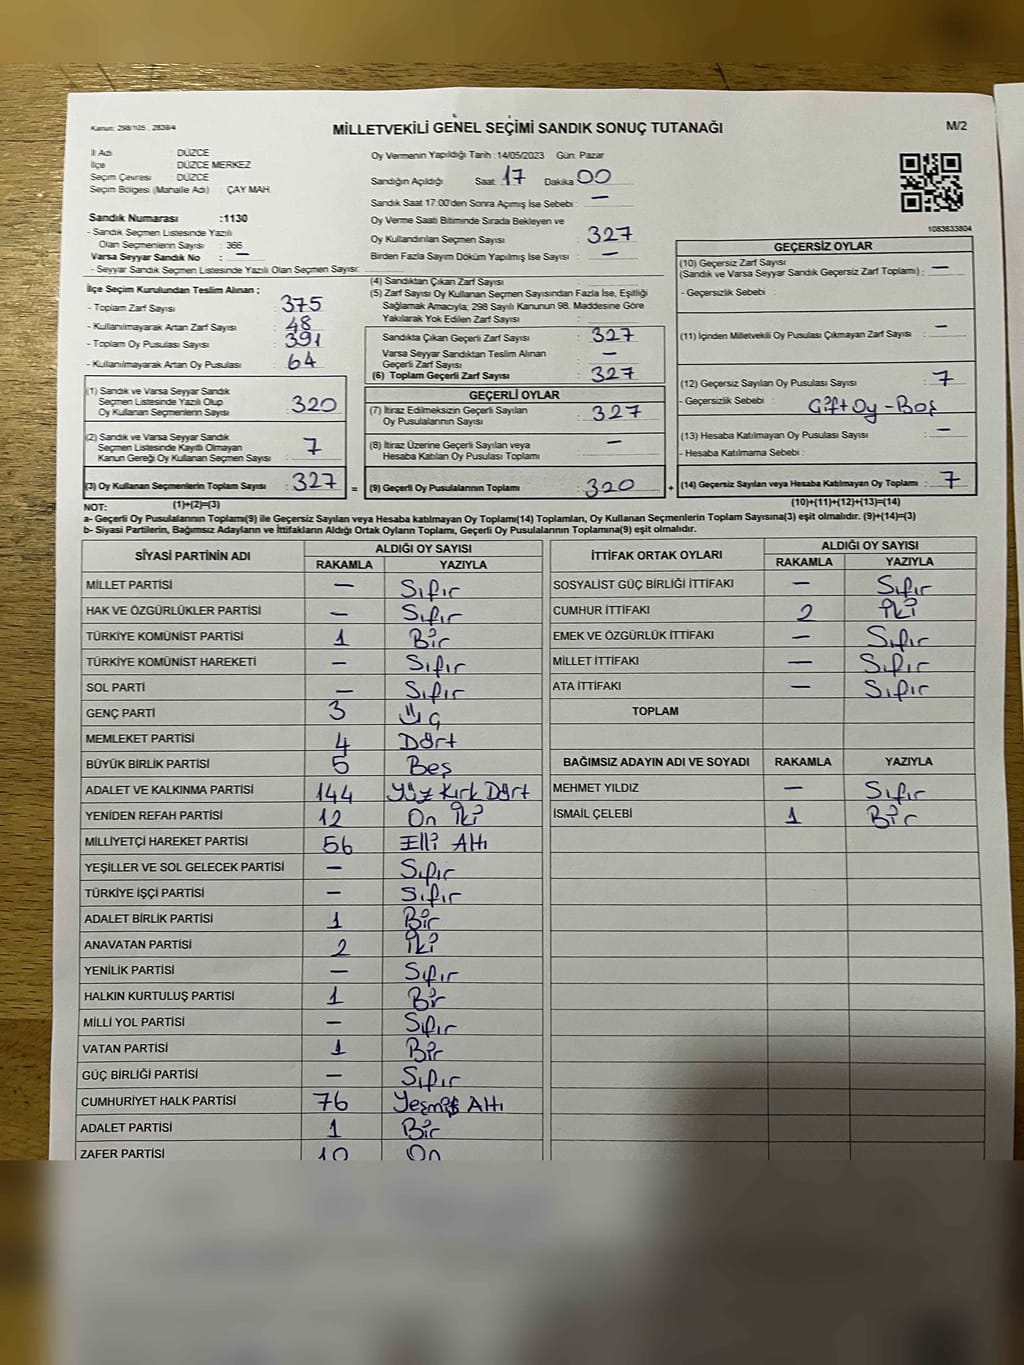 Kanun: 298/105 , 2839/4
MİLLETVEKİLİ GENEL SEÇİMİ SANDIK SONUÇ TUTANAĞI
M/2
İl Adı : DÜZCE
İlçe : DÜZCE MERKEZ
Seçim Çevresi : DÜZCE
Seçim Bölgesi (Mahalle Adı) : ÇAY MAH.
Sandık Numarası :1130
- Sandık Seçmen Listesinde Yazılı
Olan Seçmenlerin Sayısı : 366
Varsa Seyyar Sandık No : —
- Seyyar Sandık Seçmen Listesinde Yazılı Olan Seçmen Sayısı:
Oy Vermenin Yapıldığı Tarih :14/05/2023 Gün: Pazar
Sandığın Açıldığı Saat: 17 Dakika: 00
Sandık Saat 17:00'den Sonra Açımış İse Sebebi : —
Oy Verme Saati Bitiminde Sırada Bekleyen ve
Oy Kullandırılan Seçmen Sayısı : 327
Birden Fazla Sayım Döküm Yapılmış İse Sayısı : —
1083633804
İlçe Seçim Kurulundan Teslim Alınan ;
- Toplam Zarf Sayısı : 375
- Kullanılmayarak Artan Zarf Sayısı : 48
- Toplam Oy Pusulası Sayısı : 391
- Kullanılmayarak Artan Oy Pusulası : 64
(1) Sandık ve Varsa Seyyar Sandık
Seçmen Listesinde Yazılı Olup
Oy Kullanan Seçmenlerin Sayısı : 320
(2) Sandık ve Varsa Seyyar Sandık
Seçmen Listesinde Kayıtlı Olmayan
Kanun Gereği Oy Kullanan Seçmen Sayısı : 7
(3) Oy Kullanan Seçmenlerin Toplam Sayısı : 327 =
(4) Sandıktan Çıkan Zarf Sayısı :
(5) Zarf Sayısı Oy Kullanan Seçmen Sayısından Fazla İse, Eşitliği
Sağlamak Amacıyla; 298 Sayılı Kanunun 98. Maddesine Göre
Yakılarak Yok Edilen Zarf Sayısı :
Sandıkta Çıkan Geçerli Zarf Sayısı : 327
Varsa Seyyar Sandıktan Teslim Alınan
Geçerli Zarf Sayısı : —
(6) Toplam Geçerli Zarf Sayısı : 327
GEÇERLİ OYLAR
(7) İtiraz Edilmeksizin Geçerli Sayılan
Oy Pusulalarının Sayısı : 327
(8) İtiraz Üzerine Geçerli Sayılan veya
Hesaba Katılan Oy Pusulası Toplamı : —
(9) Geçerli Oy Pusulalarının Toplamı : 320 +
GEÇERSİZ OYLAR
(10) Geçersiz Zarf Sayısı
(Sandık ve Varsa Seyyar Sandık Geçersiz Zarf Toplamı) : —
- Geçersizlik Sebebi :
(11) İçinden Milletvekili Oy Pusulası Çıkmayan Zarf Sayısı : —
(12) Geçersiz Sayılan Oy Pusulası Sayısı : 7
- Geçersizlik Sebebi : Çift Oy - Boş
(13) Hesaba Katılmayan Oy Pusulası Sayısı : —
- Hesaba Katılmama Sebebi :
(14) Geçersiz Sayılan veya Hesaba Katılmayan Oy Toplamı : 7
NOT: (1)+(2)=(3) (10)+(11)+(12)+(13)=(14)
a- Geçerli Oy Pusulalarının Toplamı(9) ile Geçersiz Sayılan veya Hesaba katılmayan Oy Toplamı(14) Toplamları, Oy Kullanan Seçmenlerin Toplam Sayısına(3) eşit olmalıdır. (9)+(14)=(3)
b- Siyasi Partilerin, Bağımsız Adayların ve İttifakların Aldığı Ortak Oyların Toplamı, Geçerli Oy Pusulalarının Toplamına(9) eşit olmalıdır.
SİYASİ PARTİNİN ADI ALDIĞI OY SAYISI
RAKAMLA YAZIYLA
MİLLET PARTİSİ — Sıfır
HAK VE ÖZGÜRLÜKLER PARTİSİ — Sıfır
TÜRKİYE KOMÜNİST PARTİSİ 1 Bir
TÜRKİYE KOMÜNİST HAREKETİ — Sıfır
SOL PARTİ — Sıfır
GENÇ PARTİ 3 Üç
MEMLEKET PARTİSİ 4 Dört
BÜYÜK BİRLİK PARTİSİ 5 Beş
ADALET VE KALKINMA PARTİSİ 144 Yüz Kırk Dört
YENİDEN REFAH PARTİSİ 12 On İki
MİLLİYETÇİ HAREKET PARTİSİ 56 Elli Altı
YEŞİLLER VE SOL GELECEK PARTİSİ — Sıfır
TÜRKİYE İŞÇİ PARTİSİ — Sıfır
ADALET BİRLİK PARTİSİ 1 Bir
ANAVATAN PARTİSİ 2 İki
YENİLİK PARTİSİ — Sıfır
HALKIN KURTULUŞ PARTİSİ 1 Bir
MİLLİ YOL PARTİSİ — Sıfır
VATAN PARTİSİ 1 Bir
GÜÇ BİRLİĞİ PARTİSİ — Sıfır
CUMHURİYET HALK PARTİSİ 76 Yeşmiş Altı
ADALET PARTİSİ 1 Bir
ZAFER PARTİSİ 10 On
İTTİFAK ORTAK OYLARI ALDIĞI OY SAYISI
RAKAMLA YAZIYLA
SOSYALİST GÜÇ BİRLİĞİ İTTİFAKI — Sıfır
CUMHUR İTTİFAKI 2 İki
EMEK VE ÖZGÜRLÜK İTTİFAKI — Sıfır
MİLLET İTTİFAKI — Sıfır
ATA İTTİFAKI — Sıfır
TOPLAM
BAĞIMSIZ ADAYIN ADI VE SOYADI RAKAMLA YAZIYLA
MEHMET YILDIZ — Sıfır
İSMAİL ÇELEBİ 1 Bir